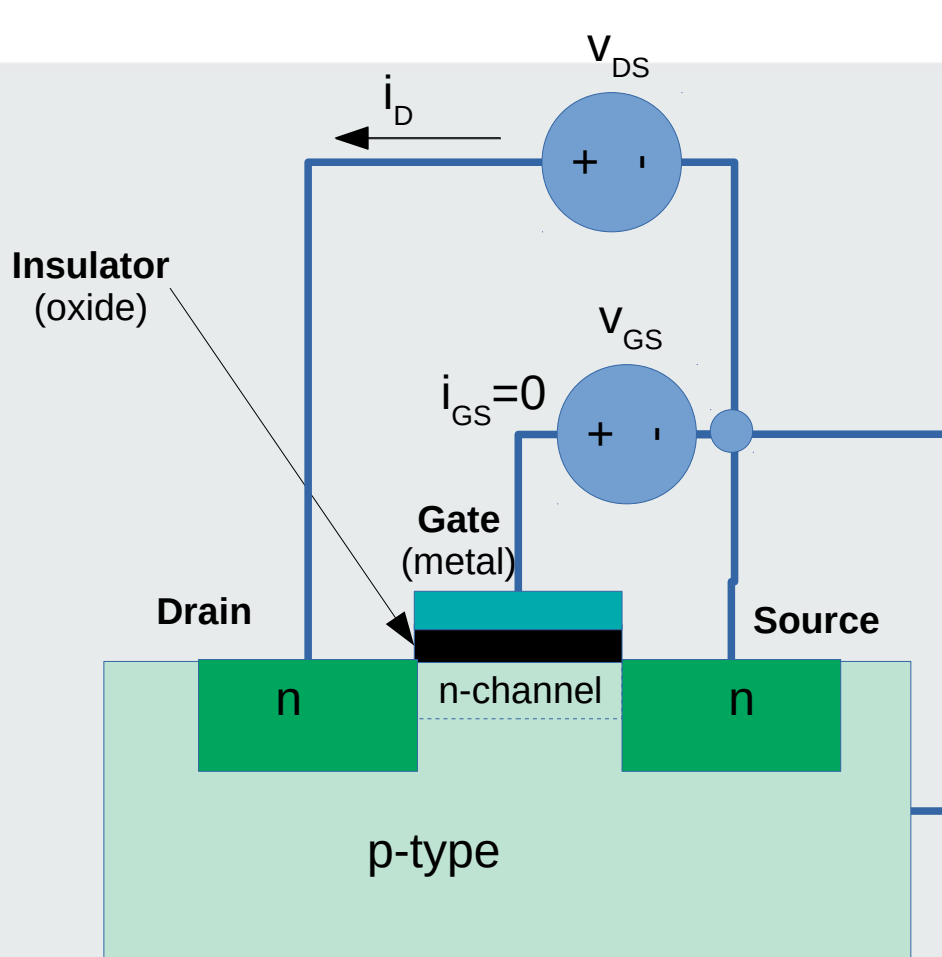 vDS
iD
+ -
Insulator
(oxide)
vGS
iGS=0
+ -
Gate
(metal)
Drain
Source
n-channel
n
n
p-type